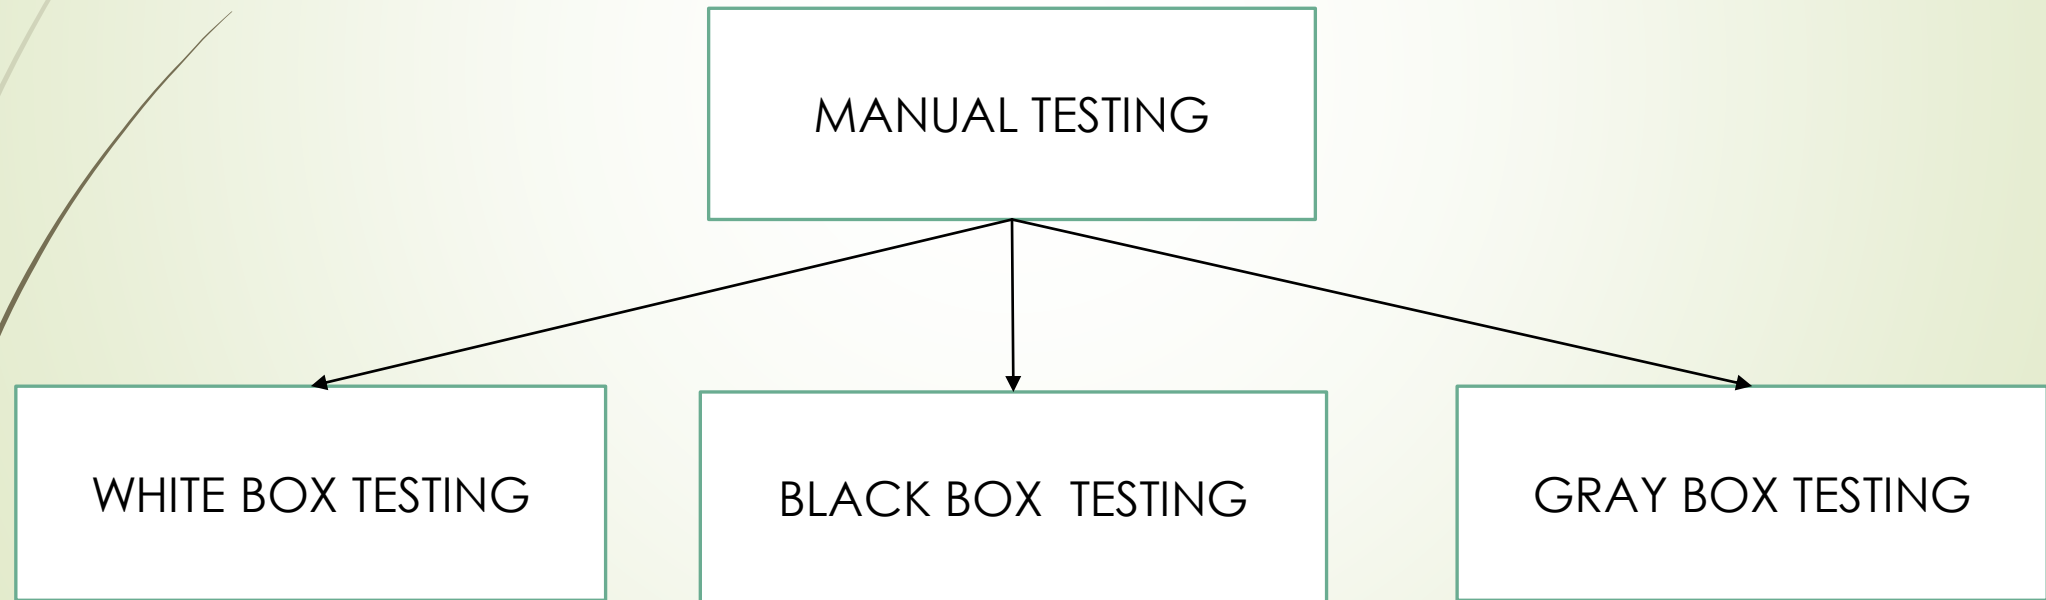 MANUAL TESTING
WHITE BOX TESTING
BLACK BOX  TESTING
GRAY BOX TESTING